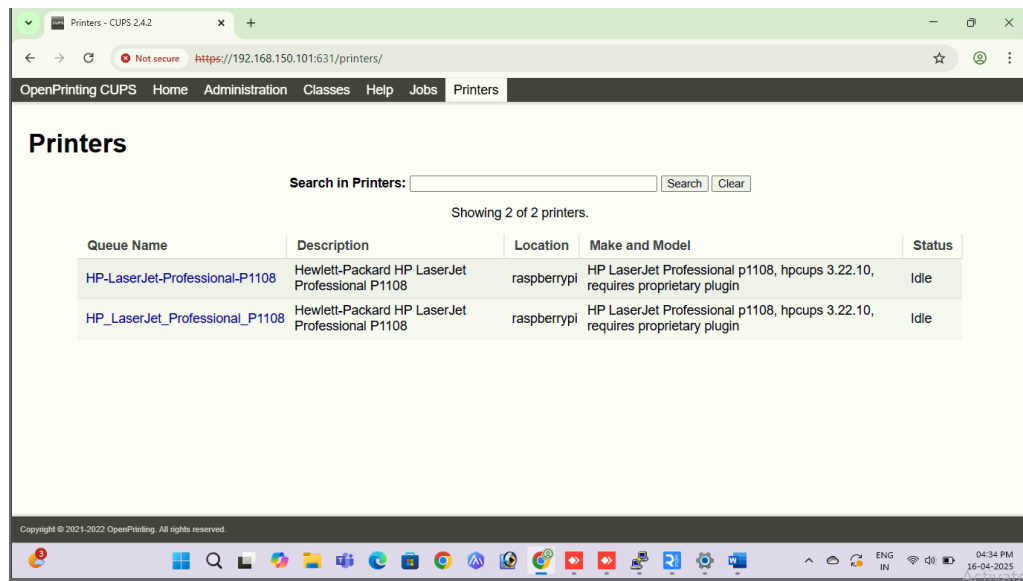 Printers - CUPS 2.4.2
Not secure https://192.168.150.101:631/printers/
OpenPrinting CUPS Home Administration Classes Help Jobs Printers
Printers
Search in Printers: Search Clear
Showing 2 of 2 printers.
Queue Name Description Location Make and Model Status
HP-LaserJet-Professional-P1108 Hewlett-Packard HP LaserJet Professional P1108 raspberrypi HP LaserJet Professional p1108, hpcups 3.22.10, requires proprietary plugin Idle
HP_LaserJet_Professional_P1108 Hewlett-Packard HP LaserJet Professional P1108 raspberrypi HP LaserJet Professional p1108, hpcups 3.22.10, requires proprietary plugin Idle
Copyright © 2021-2022 OpenPrinting. All rights reserved.
3
ENG
IN
04:34 PM
16-04-2025
Activate